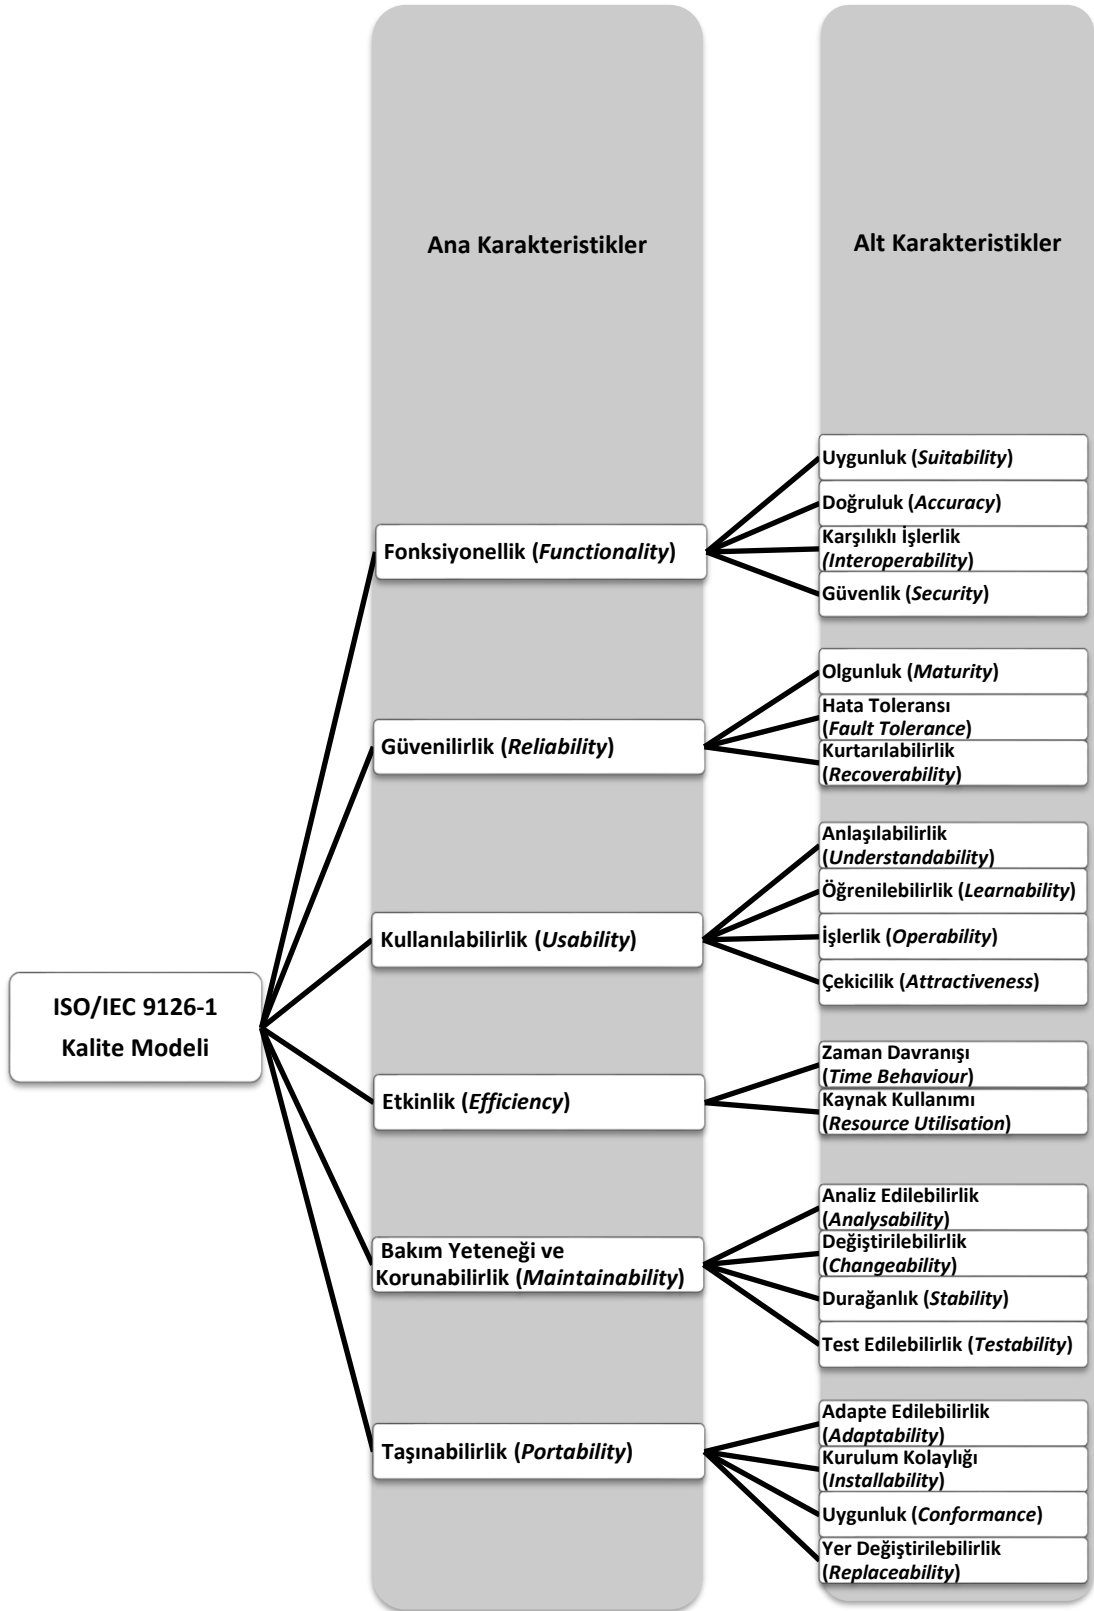 Ana Karakteristikler
Alt Karakteristikler
ISO/IEC 9126-1
Kalite Modeli
Fonksiyonellik (Functionality)
Uygunluk (Suitability)
Doğruluk (Accuracy)
Karşılıklı İşlerlik
(Interoperability)
Güvenlik (Security)
Güvenilirlik (Reliability)
Olgunluk (Maturity)
Hata Toleransı
(Fault Tolerance)
Kurtarılabilirlik
(Recoverability)
Kullanılabilirlik (Usability)
Anlaşılabilirlik
(Understandability)
Öğrenilebilirlik (Learnability)
İşlerlik (Operability)
Çekicilik (Attractiveness)
Etkinlik (Efficiency)
Zaman Davranışı
(Time Behaviour)
Kaynak Kullanımı
(Resource Utilisation)
Bakım Yeteneği ve
Korunabilirlik (Maintainability)
Analiz Edilebilirlik
(Analysability)
Değiştirilebilirlik
(Changeability)
Durağanlık (Stability)
Test Edilebilirlik (Testability)
Taşınabilirlik (Portability)
Adapte Edilebilirlik
(Adaptability)
Kurulum Kolaylığı
(Installability)
Uygunluk (Conformance)
Yer Değiştirilebilirlik
(Replaceability)